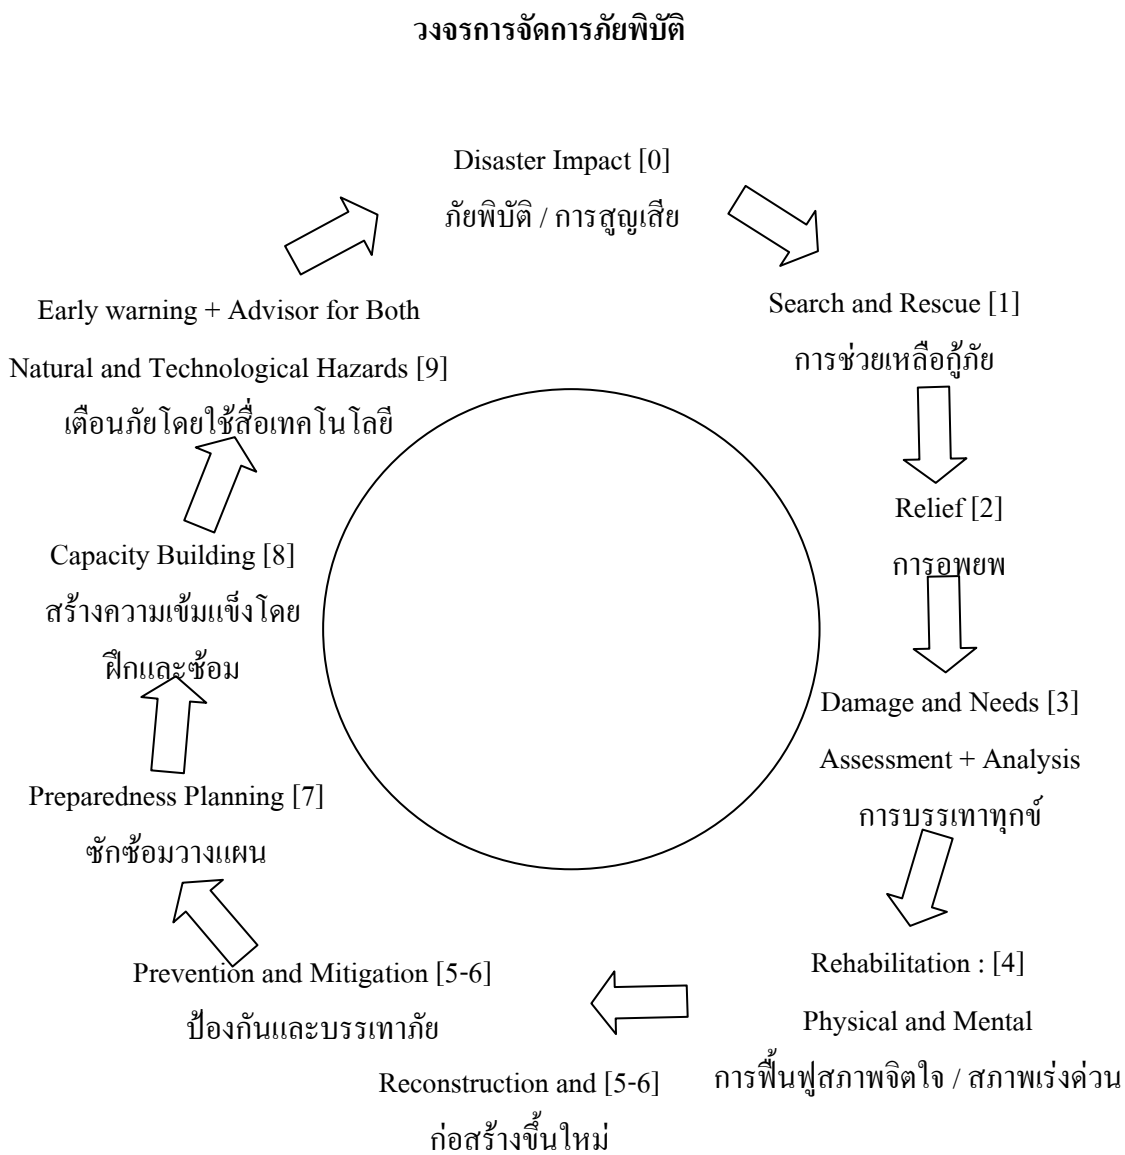 วงจรการจัดการภัยพิบัติ
Disaster Impact [0]
ภัยพิบัติ / การสูญเสีย
Search and Rescue [1]
การช่วยเหลือกู้ภัย
Relief [2]
การอพยพ
Damage and Needs [3]
Assessment + Analysis
การบรรเทาทุกข์
Rehabilitation : [4]
Physical and Mental
การฟื้นฟูสภาพจิตใจ / สภาพเร่งด่วน
Reconstruction and [5-6]
ก่อสร้างขึ้นใหม่
Prevention and Mitigation [5-6]
ป้องกันและบรรเทาภัย
Preparedness Planning [7]
ซักซ้อมวางแผน
Capacity Building [8]
สร้างความเข้มแข็งโดย
ฝึกและซ้อม
Early warning + Advisor for Both
Natural and Technological Hazards [9]
เตือนภัยโดยใช้สื่อเทคโนโลยี